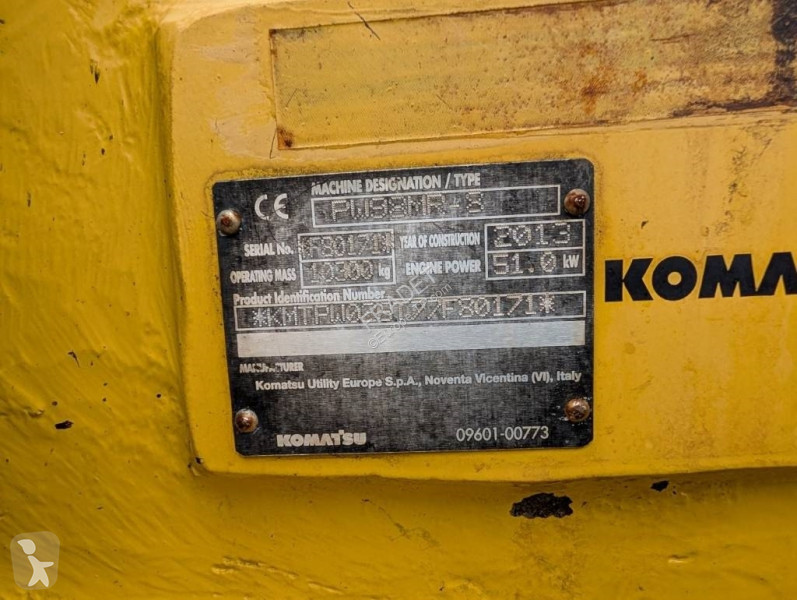 CE MACHINE DESIGNATION / TYPE
PW98MR-8
SERIAL No. F80171 YEAR OF CONSTRUCTION 2013
OPERATING MASS 10300 kg ENGINE POWER 51.0 kW
Product Identification Number
MANUFACTURER
Komatsu Utility Europe S.p.A., Noventa Vicentina (VI), Italy
KOMATSU 09601-00773
KOMA